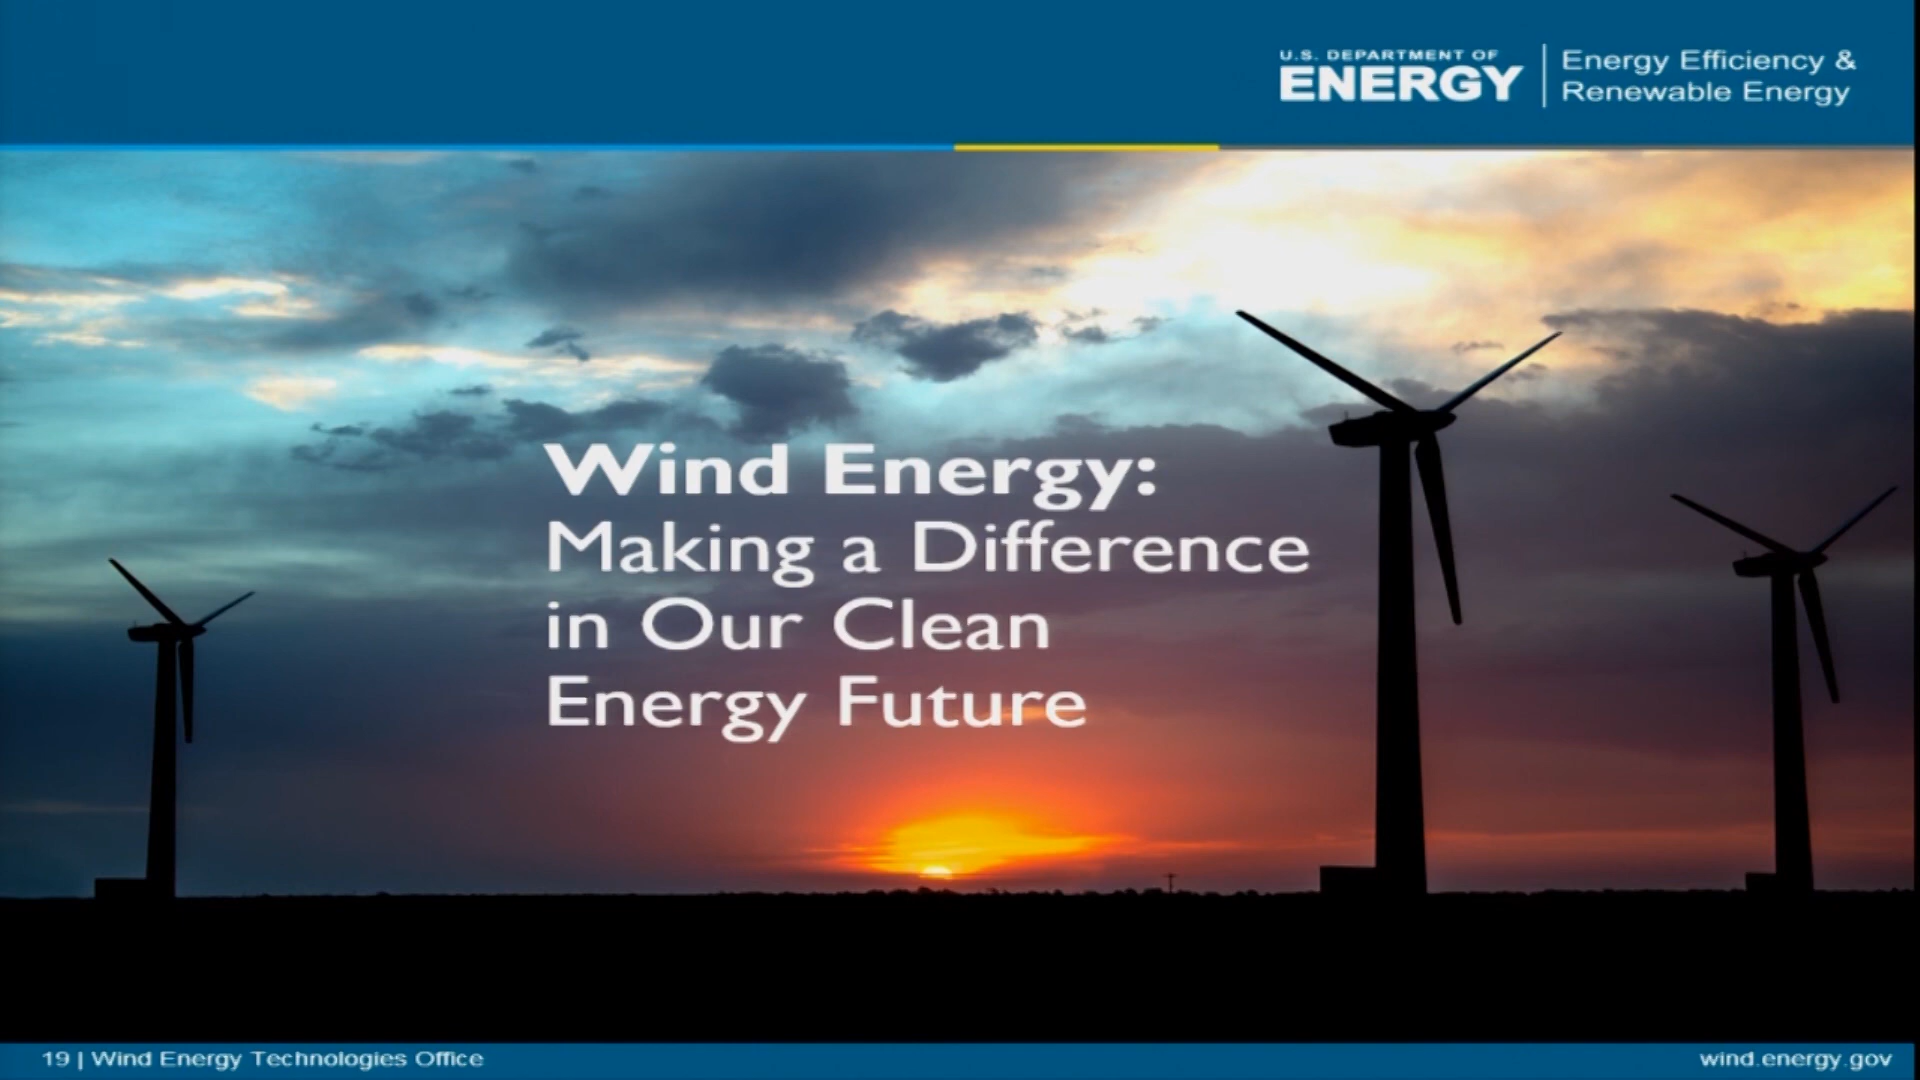 U.S. DEPARTMENT OF
ENERGY
Energy Efficiency &
Renewable Energy
Wind Energy:
Making a Difference
in Our Clean
Energy Future
19 | Wind Energy Technologies Office
wind.energy.gov